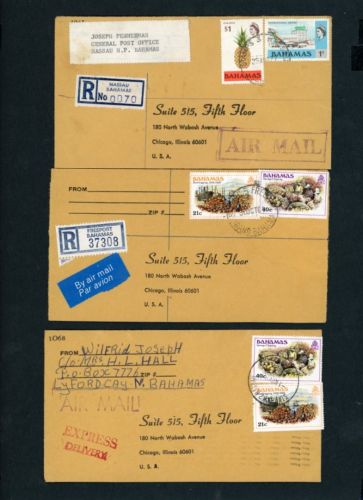 JOSEPH FENNELMAN
GENERAL POST OFFICE
NASSAU N.P. BAHAMAS
$1
BAHAMAS
1c
BAHAMAS
R
NASSAU
BAHAMAS
No 0070
Suite 515, Fifth Floor
180 North Wabash Avenue
Chicago, Illinois 60601
U. S. A.
AIR MAIL
FROM
ZIP
BAHAMAS
21c
BAHAMAS
40c
R
FREEPORT
BAHAMAS
37308
By air mail
Par avion
Suite 515, Fifth Floor
180 North Wabash Avenue
Chicago, Illinois 60601
U. S. A.
1068
FROM Wilfrid Joseph
C/o MRS H. L. HALL
P.O. Box 7776
LYFORD CAY N. BAHAMAS
AIR MAIL
EXPRESS
DELIVERY
BAHAMAS
40c
BAHAMAS
21c
Suite 515, Fifth Floor
180 North Wabash Avenue
Chicago, Illinois 60601
U. S. A.